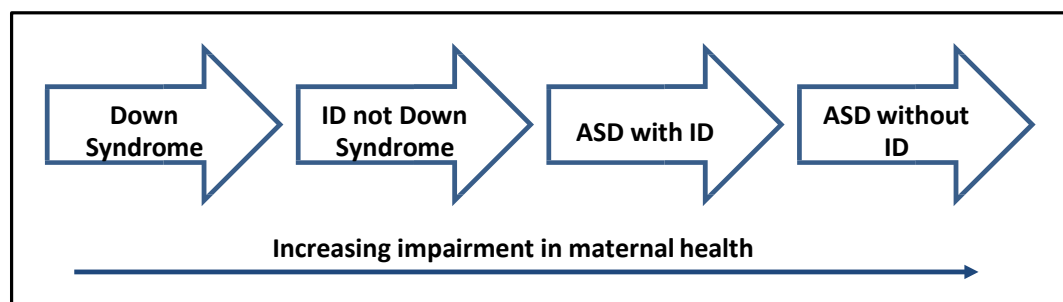 Down
Syndrome
ID not Down
Syndrome
ASD with ID
ASD without
ID
Increasing impairment in maternal health